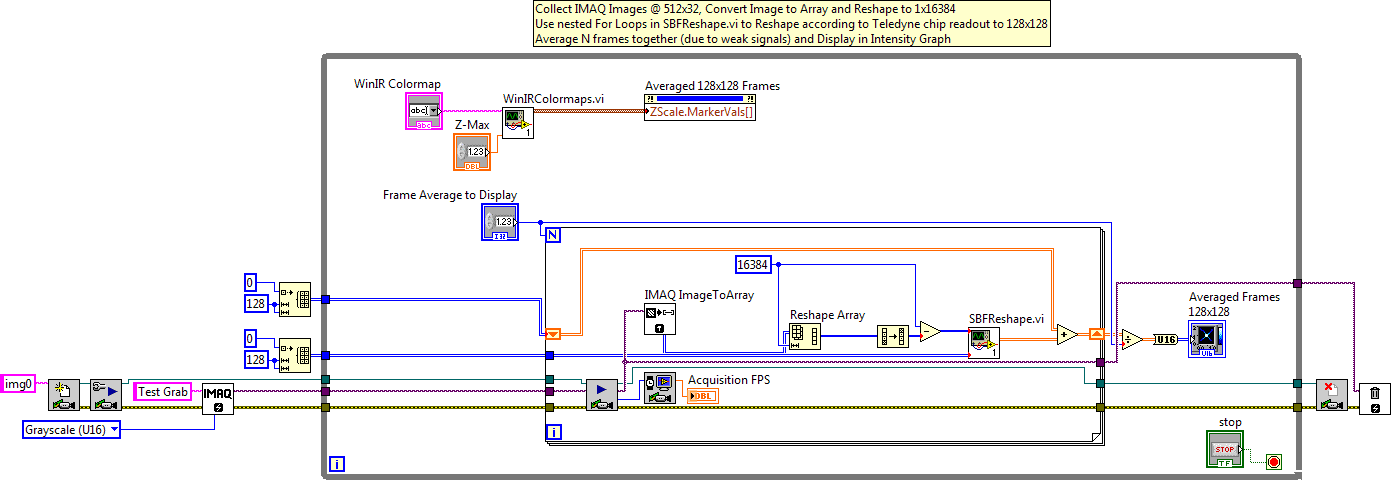 Collect IMAQ Images @ 512x32, Convert Image to Array and Reshape to 1x16384
Use nested For Loops in SBFReshape.vi to Reshape according to Teledyne chip readout to 128x128
Average N frames together (due to weak signals) and Display in Intensity Graph
WinIR Colormap
abc
abc
WinIRColormaps.vi
1
Averaged 128x128 Frames
?! ?!
ZScale.MarkerVals[]
Z-Max
1.23
DBL
Frame Average to Display
1.23
I32
N
16384
0
128
IMAQ ImageToArray
Reshape Array
SBFReshape.vi
1
-
+
÷
U16
Averaged Frames
128x128
U16
0
128
img0
Test Grab
IMAQ
Acquisition FPS
DBL
Grayscale (U16)
i
i
stop
STOP
TF